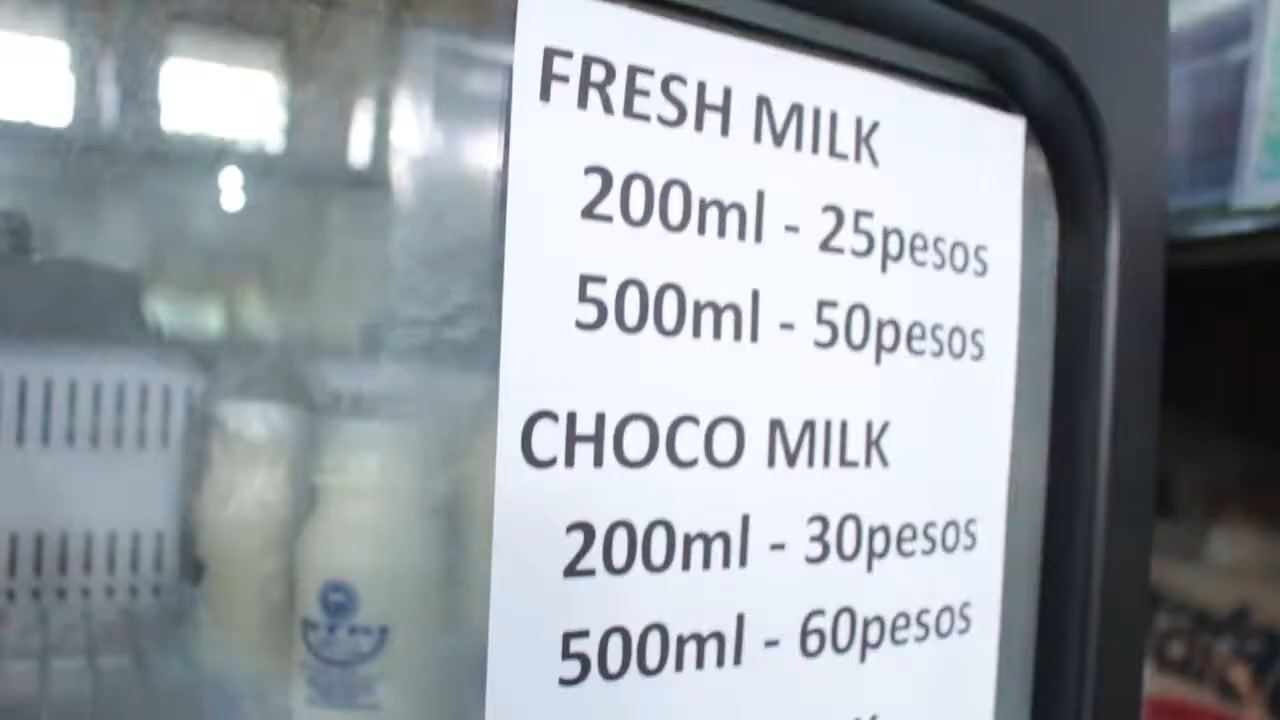 FRESH MILK
200ml - 25pesos
500ml - 50pesos
CHOCO MILK
200ml - 30pesos
500ml - 60pesos